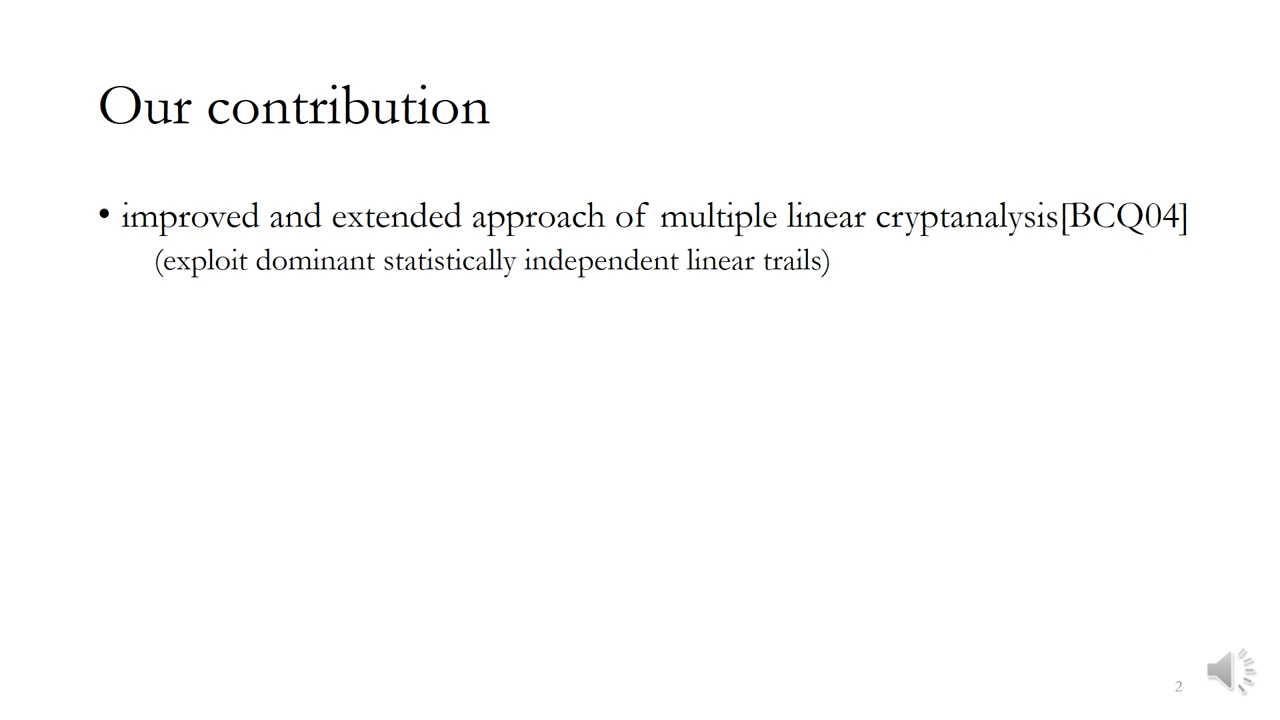 Our contribution
• improved and extended approach of multiple linear cryptanalysis[BCQ04]
(exploit dominant statistically independent linear trails)
2